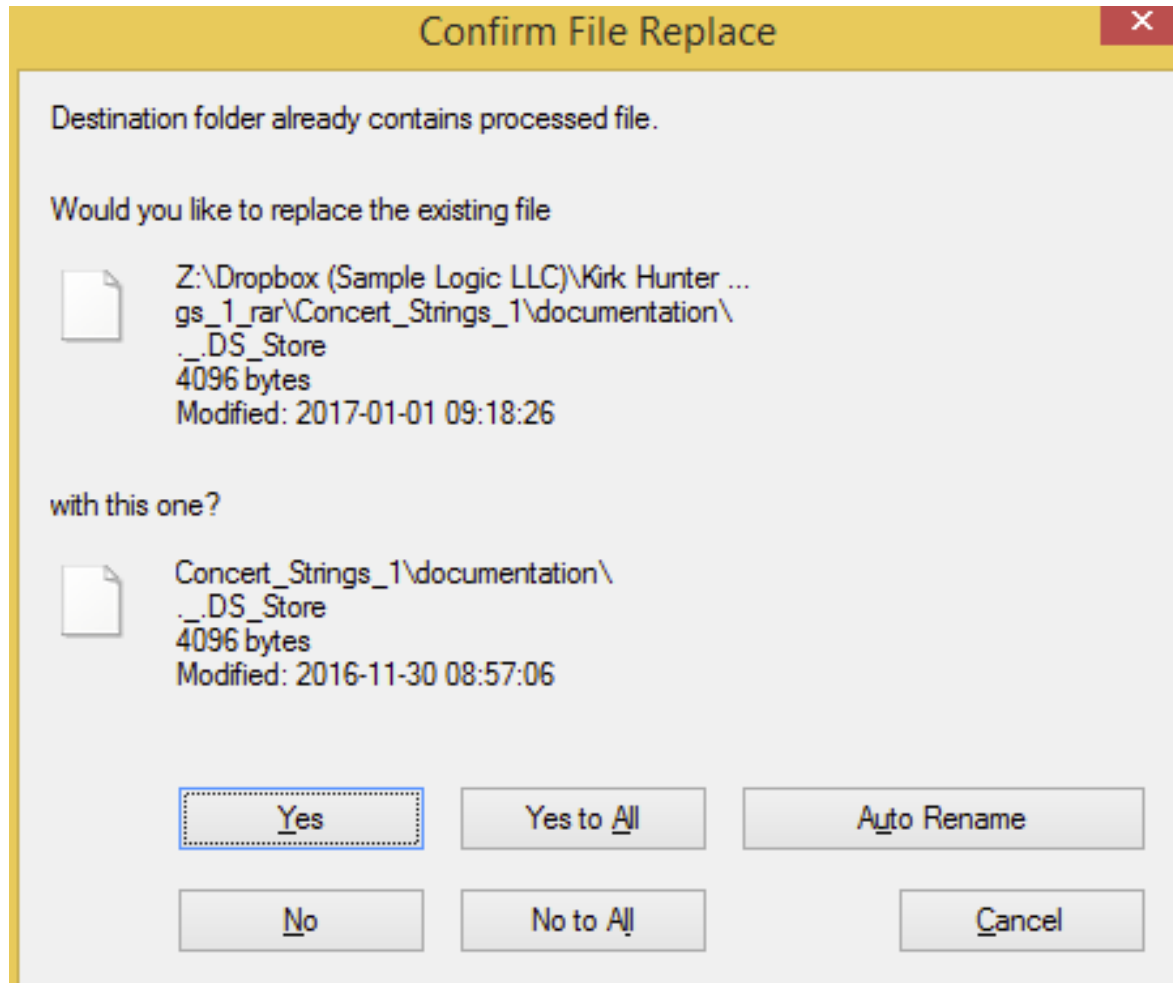 Confirm File Replace
Destination folder already contains processed file.
Would you like to replace the existing file
Z:\Dropbox (Sample Logic LLC)\Kirk Hunter ...
gs_1_rar\Concert_Strings_1\documentation\
._.DS_Store
4096 bytes
Modified: 2017-01-01 09:18:26
with this one?
Concert_Strings_1\documentation\
._.DS_Store
4096 bytes
Modified: 2016-11-30 08:57:06
Yes
Yes to All
Auto Rename
No
No to All
Cancel